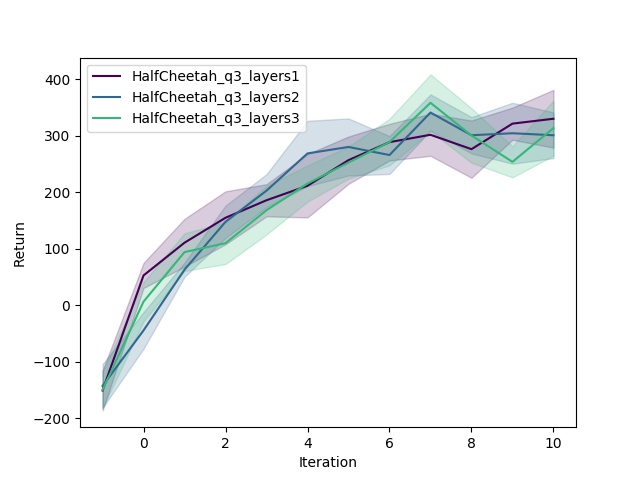 HalfCheetah_q3_layers1
HalfCheetah_q3_layers2
HalfCheetah_q3_layers3
400
300
200
100
0
−100
−200
Return
0 2 4 6 8 10
Iteration